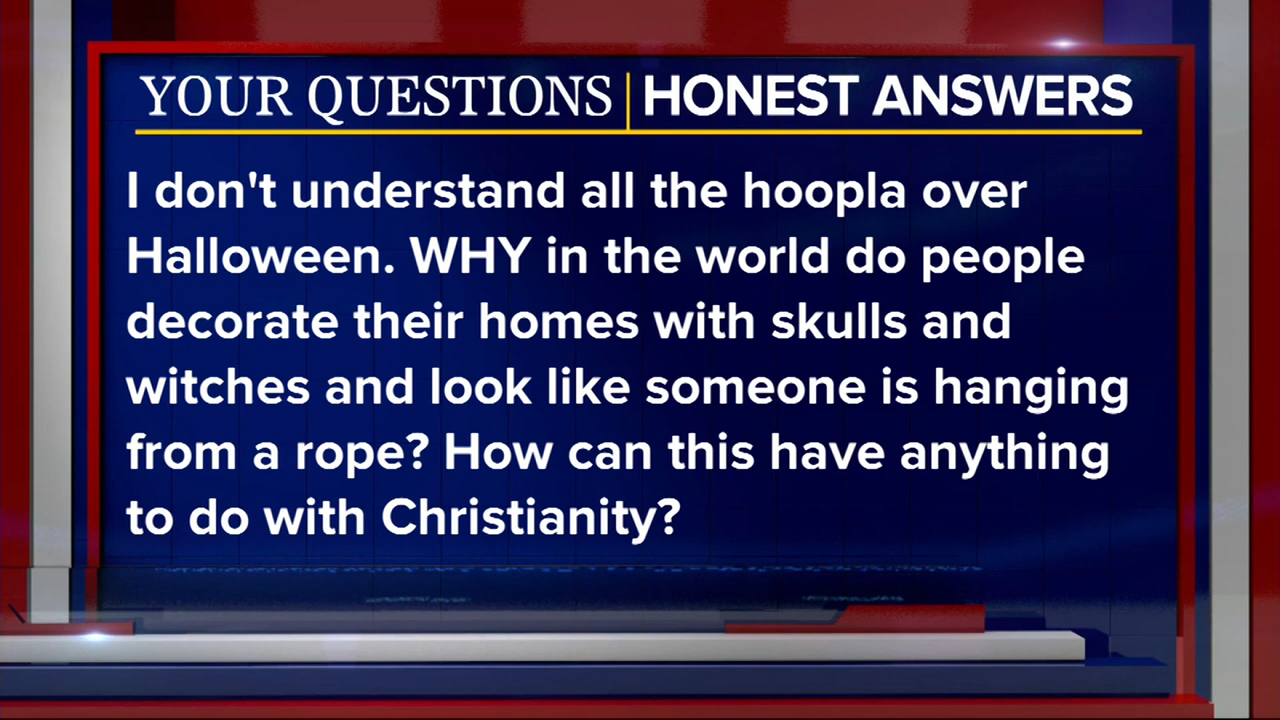 YOUR QUESTIONS | HONEST ANSWERS
I don't understand all the hoopla over
Halloween. WHY in the world do people
decorate their homes with skulls and
witches and look like someone is hanging
from a rope? How can this have anything
to do with Christianity?